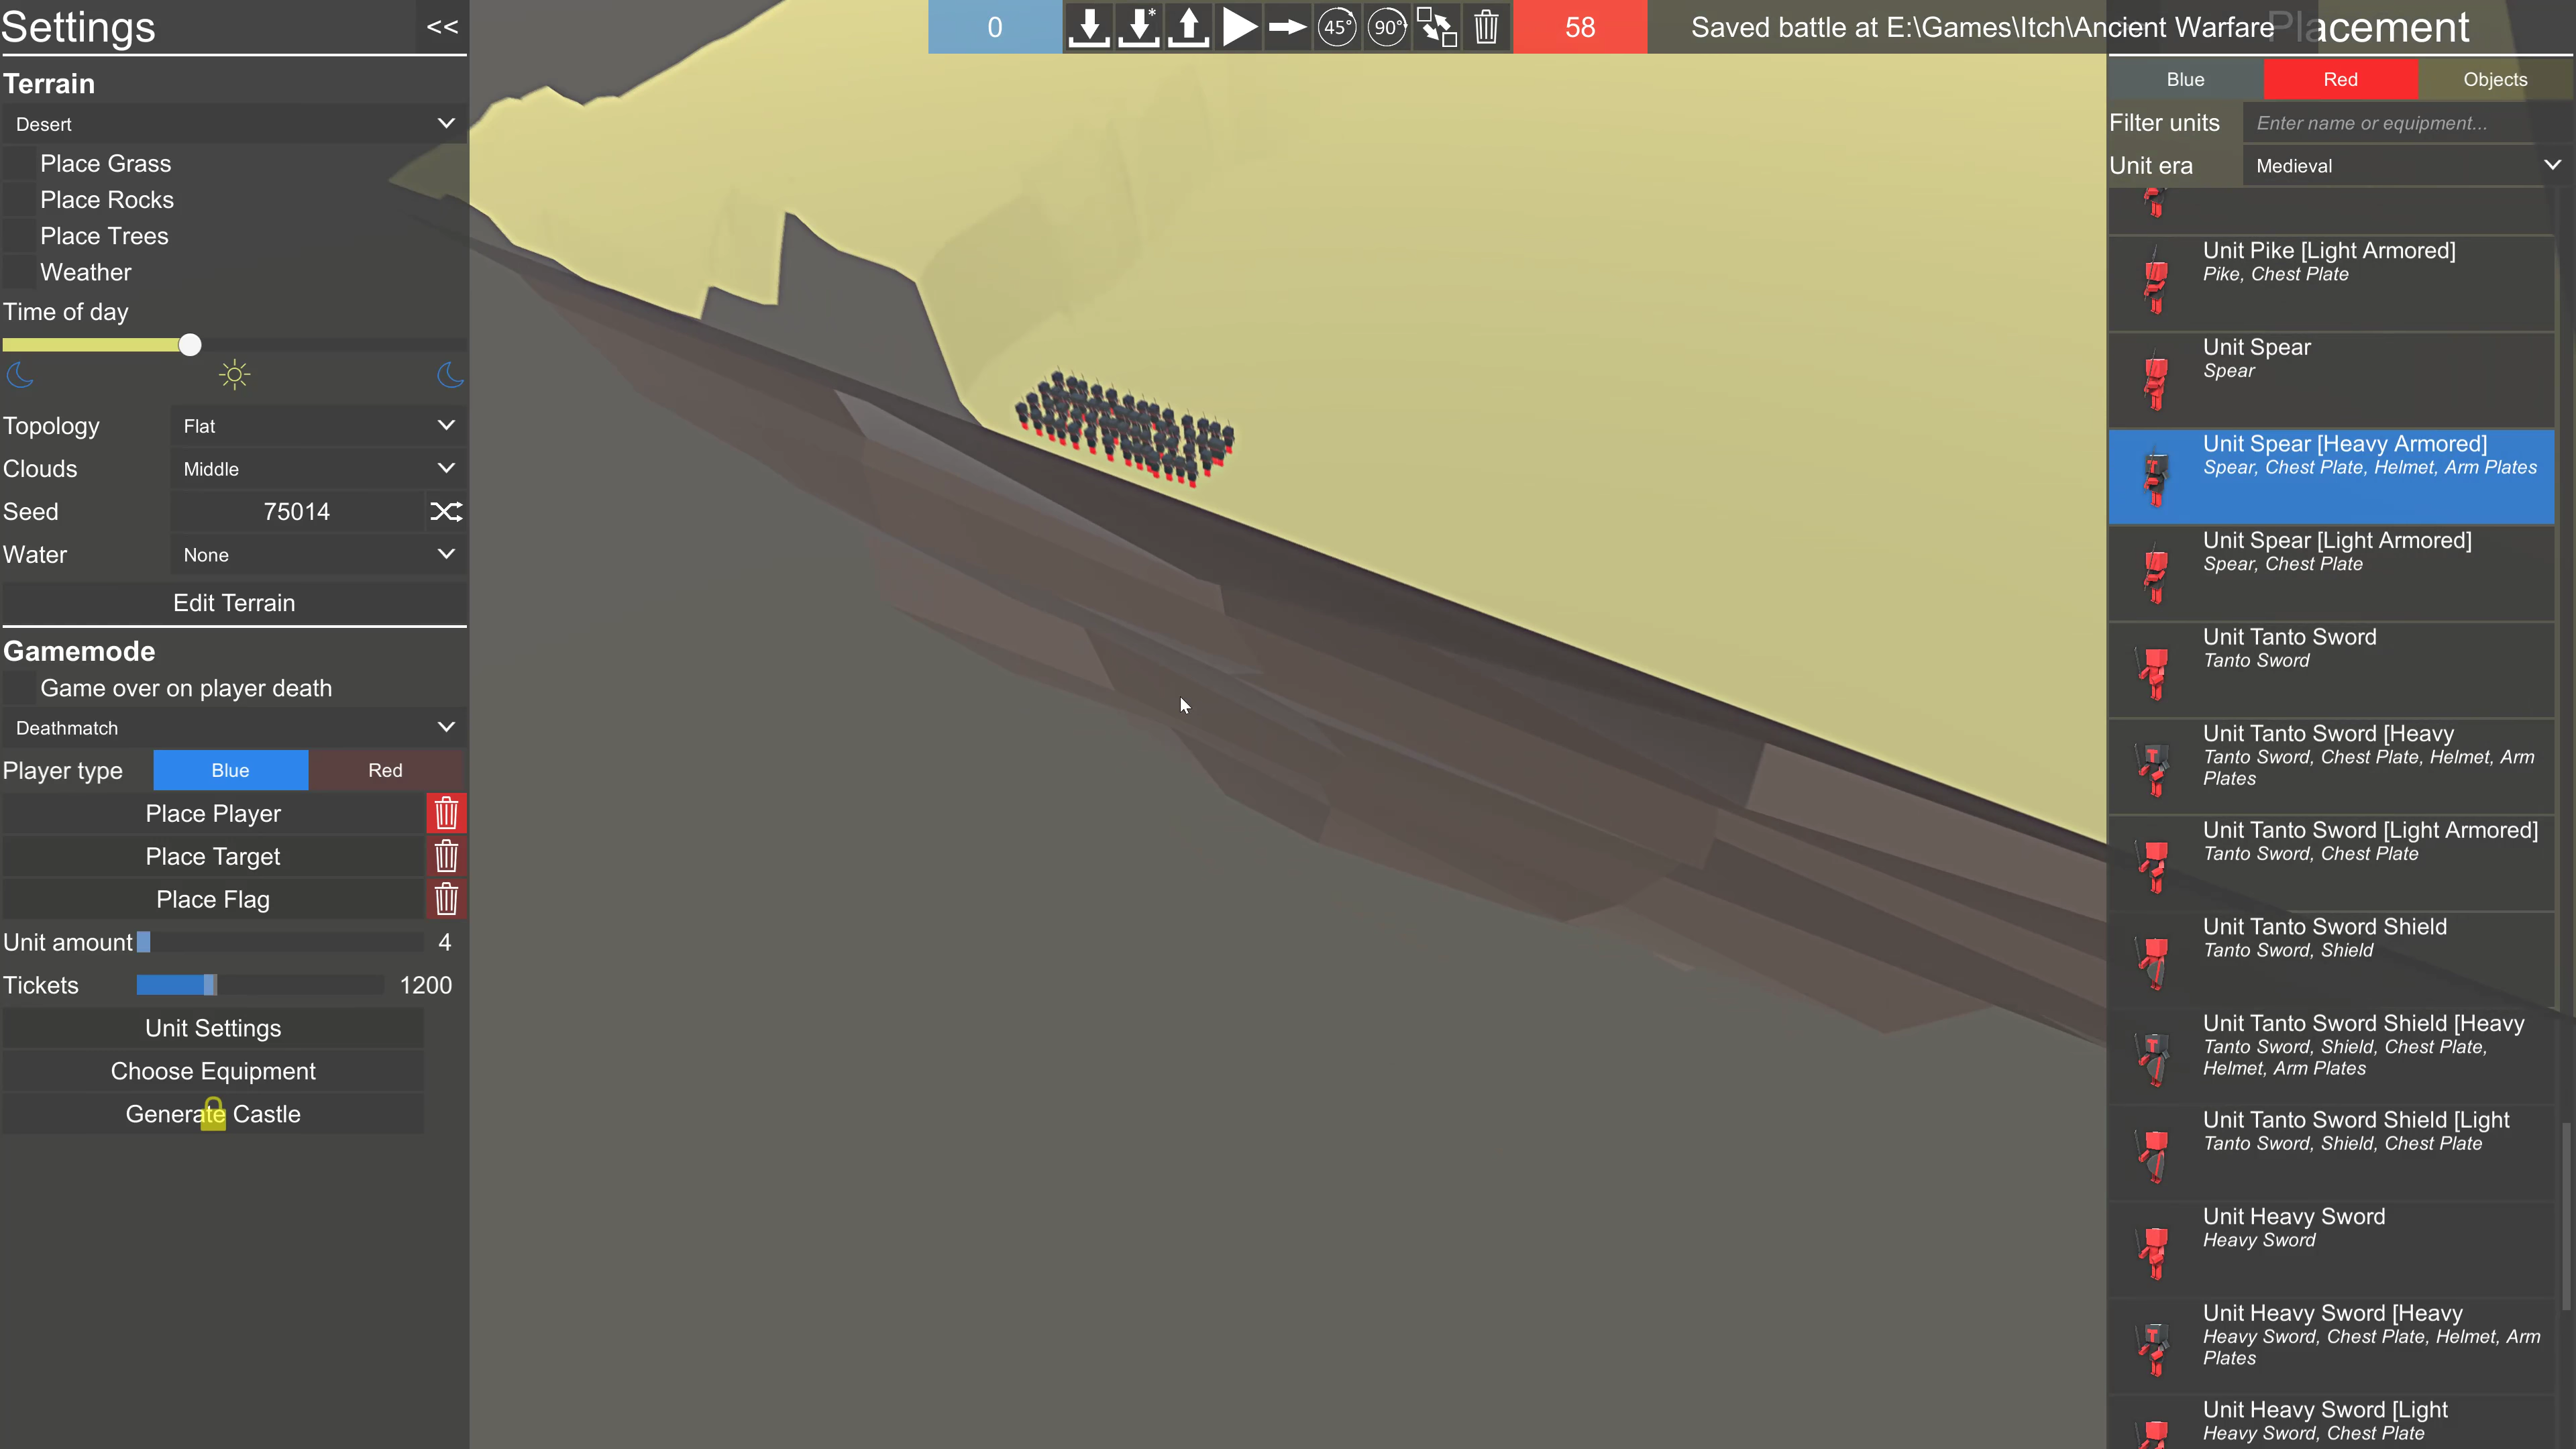 Settings
<<
0
45°
*
90°
58
Saved battle at E:\Games\Itch\Ancient Warfare
Placement
Terrain
Desert
Place Grass
Place Rocks
Place Trees
Weather
Time of day
Topology
Flat
Clouds
Middle
Seed
75014
Water
None
Edit Terrain
Gamemode
Game over on player death
Deathmatch
Player type
Blue
Red
Place Player
Place Target
Place Flag
Unit amount
4
Tickets
1200
Unit Settings
Choose Equipment
Generate Castle
Blue
Red
Objects
Filter units
Enter name or equipment...
Unit era
Medieval
Unit Pike [Light Armored]
Pike, Chest Plate
Unit Spear
Spear
Unit Spear [Heavy Armored]
Spear, Chest Plate, Helmet, Arm Plates
Unit Spear [Light Armored]
Spear, Chest Plate
Unit Tanto Sword
Tanto Sword
Unit Tanto Sword [Heavy
Tanto Sword, Chest Plate, Helmet, Arm
Plates
Unit Tanto Sword [Light Armored]
Tanto Sword, Chest Plate
Unit Tanto Sword Shield
Tanto Sword, Shield
Unit Tanto Sword Shield [Heavy
Tanto Sword, Shield, Chest Plate,
Helmet, Arm Plates
Unit Tanto Sword Shield [Light
Tanto Sword, Shield, Chest Plate
Unit Heavy Sword
Heavy Sword
Unit Heavy Sword [Heavy
Heavy Sword, Chest Plate, Helmet, Arm
Plates
Unit Heavy Sword [Light
Heavy Sword, Chest Plate